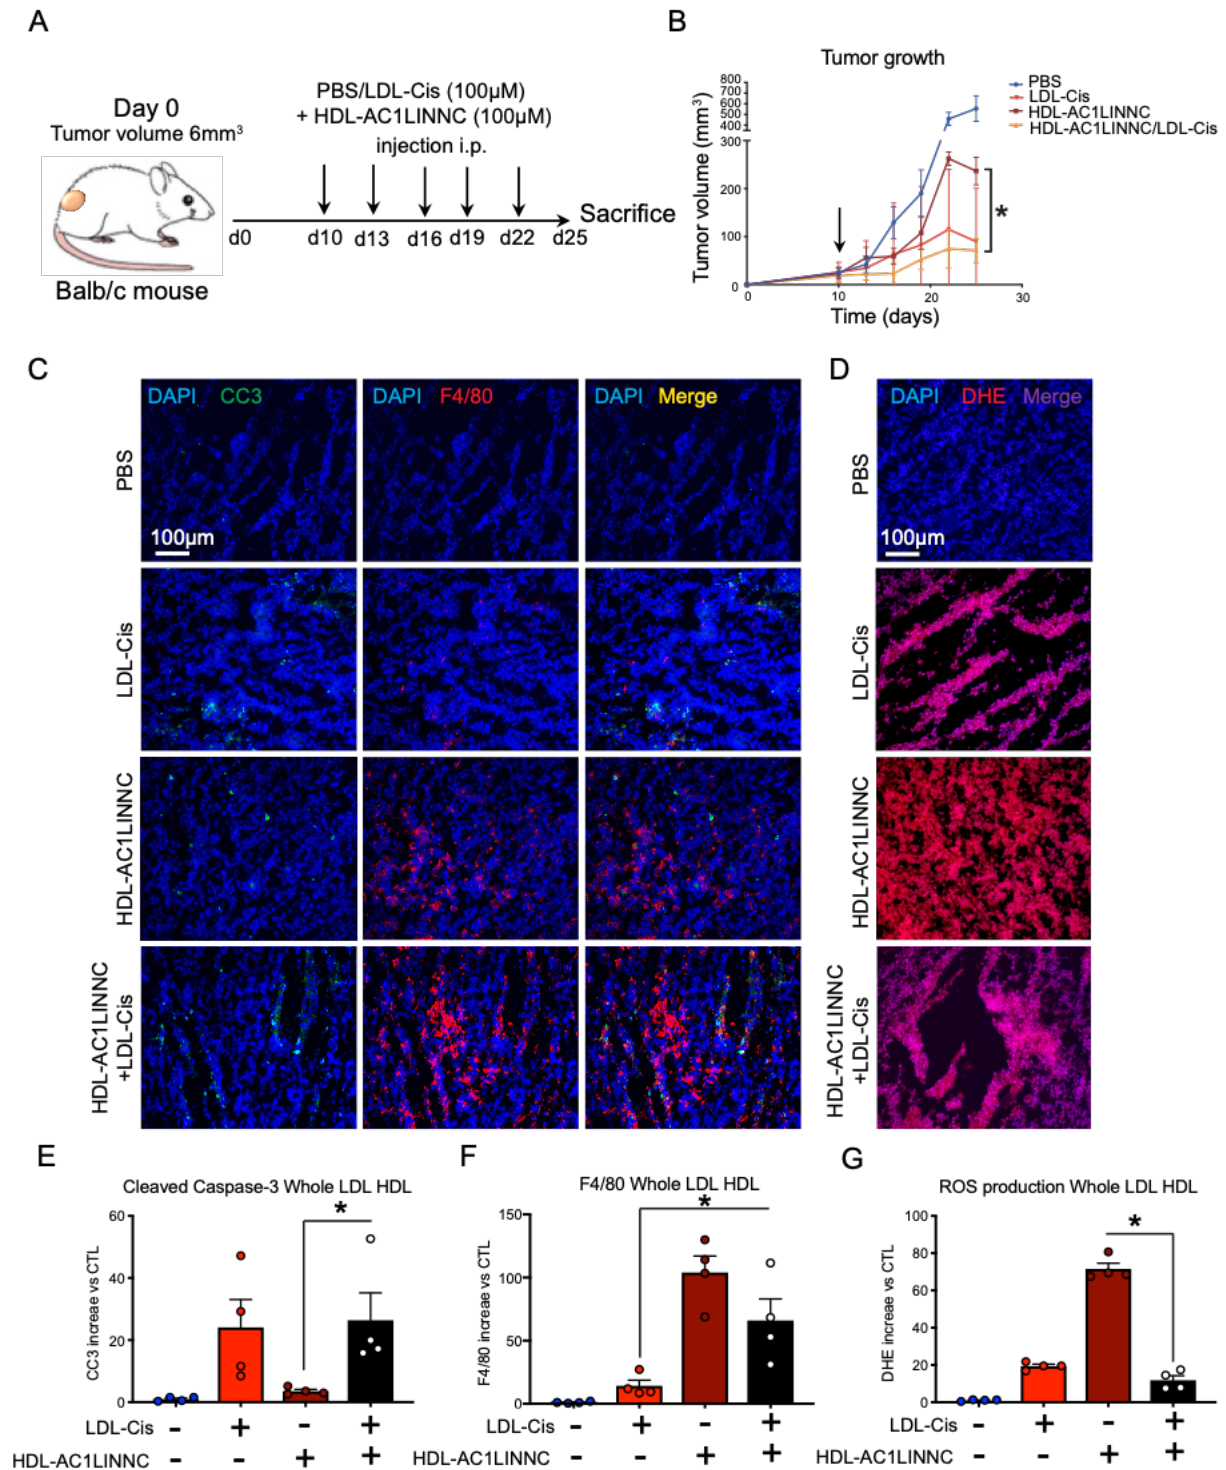 A
Day 0
Tumor volume 6mm³
Balb/c mouse
PBS/LDL-Cis (100µM)
+ HDL-AC1LINNC (100µM)
injection i.p.
d0 d10 d13 d16 d19 d22 d25
Sacrifice
B
Tumor growth
Tumor volume (mm³)
800
700
600
500
400
300
200
100
0
0 10 20 30
Time (days)
PBS
LDL-Cis
HDL-AC1LINNC
HDL-AC1LINNC/LDL-Cis
*
C
DAPI CC3
DAPI F4/80
DAPI Merge
PBS
100µm
LDL-Cis
HDL-AC1LINNC
HDL-AC1LINNC
+LDL-Cis
D
DAPI DHE Merge
PBS
100µm
LDL-Cis
HDL-AC1LINNC
HDL-AC1LINNC
+LDL-Cis
E
Cleaved Caspase-3 Whole LDL HDL
CC3 increae vs CTL
60
40
20
0
*
LDL-Cis - + - +
HDL-AC1LINNC - - + +
F
F4/80 Whole LDL HDL
F4/80 increae vs CTL
150
100
50
0
*
- + - +
- - + +
G
ROS production Whole LDL HDL
DHE increae vs CTL
100
80
60
40
20
0
*
LDL-Cis - + - +
HDL-AC1LINNC - - + +